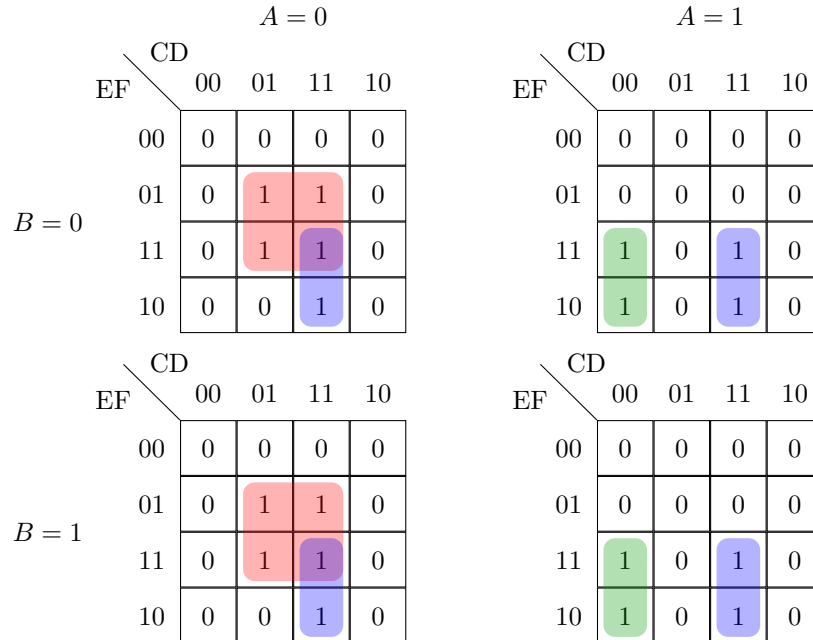 A = 0 A = 1
CD CD
EF 00 01 11 10 EF 00 01 11 10
00 0 0 0 0 00 0 0 0 0
01 0 1 1 0 01 0 0 0 0
B = 0
11 0 1 1 0 11 1 0 1 0
10 0 0 1 0 10 1 0 1 0
CD CD
EF 00 01 11 10 EF 00 01 11 10
00 0 0 0 0 00 0 0 0 0
01 0 1 1 0 01 0 0 0 0
B = 1
11 0 1 1 0 11 1 0 1 0
10 0 0 1 0 10 1 0 1 0